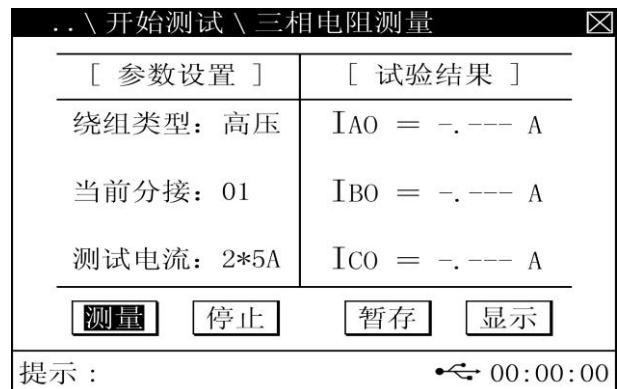 ..\开始测试\三相电阻测量
[ 参数设置 ] [ 试验结果 ]
绕组类型: 高压 IAO = -.--- A
当前分接: 01 IBO = -.--- A
测试电流: 2*5A ICO = -.--- A
测量 停止 暂存 显示
提示: 00:00:00